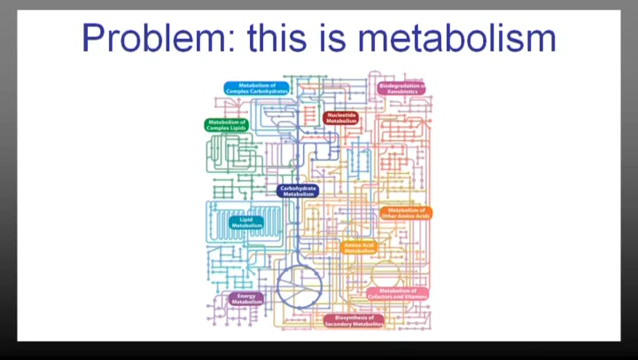 Problem: this is metabolism
Metabolism of
Complex Carbohydrates
Biodegradation of
Xenobiotics
Nucleotide
Metabolism
Metabolism of
Complex Lipids
Carbohydrate
Metabolism
Metabolism of
Other Amino Acids
Lipid
Metabolism
Amino Acid
Metabolism
Energy
Metabolism
Metabolism of
Cofactors and Vitamins
Biosynthesis of
Secondary Metabolites